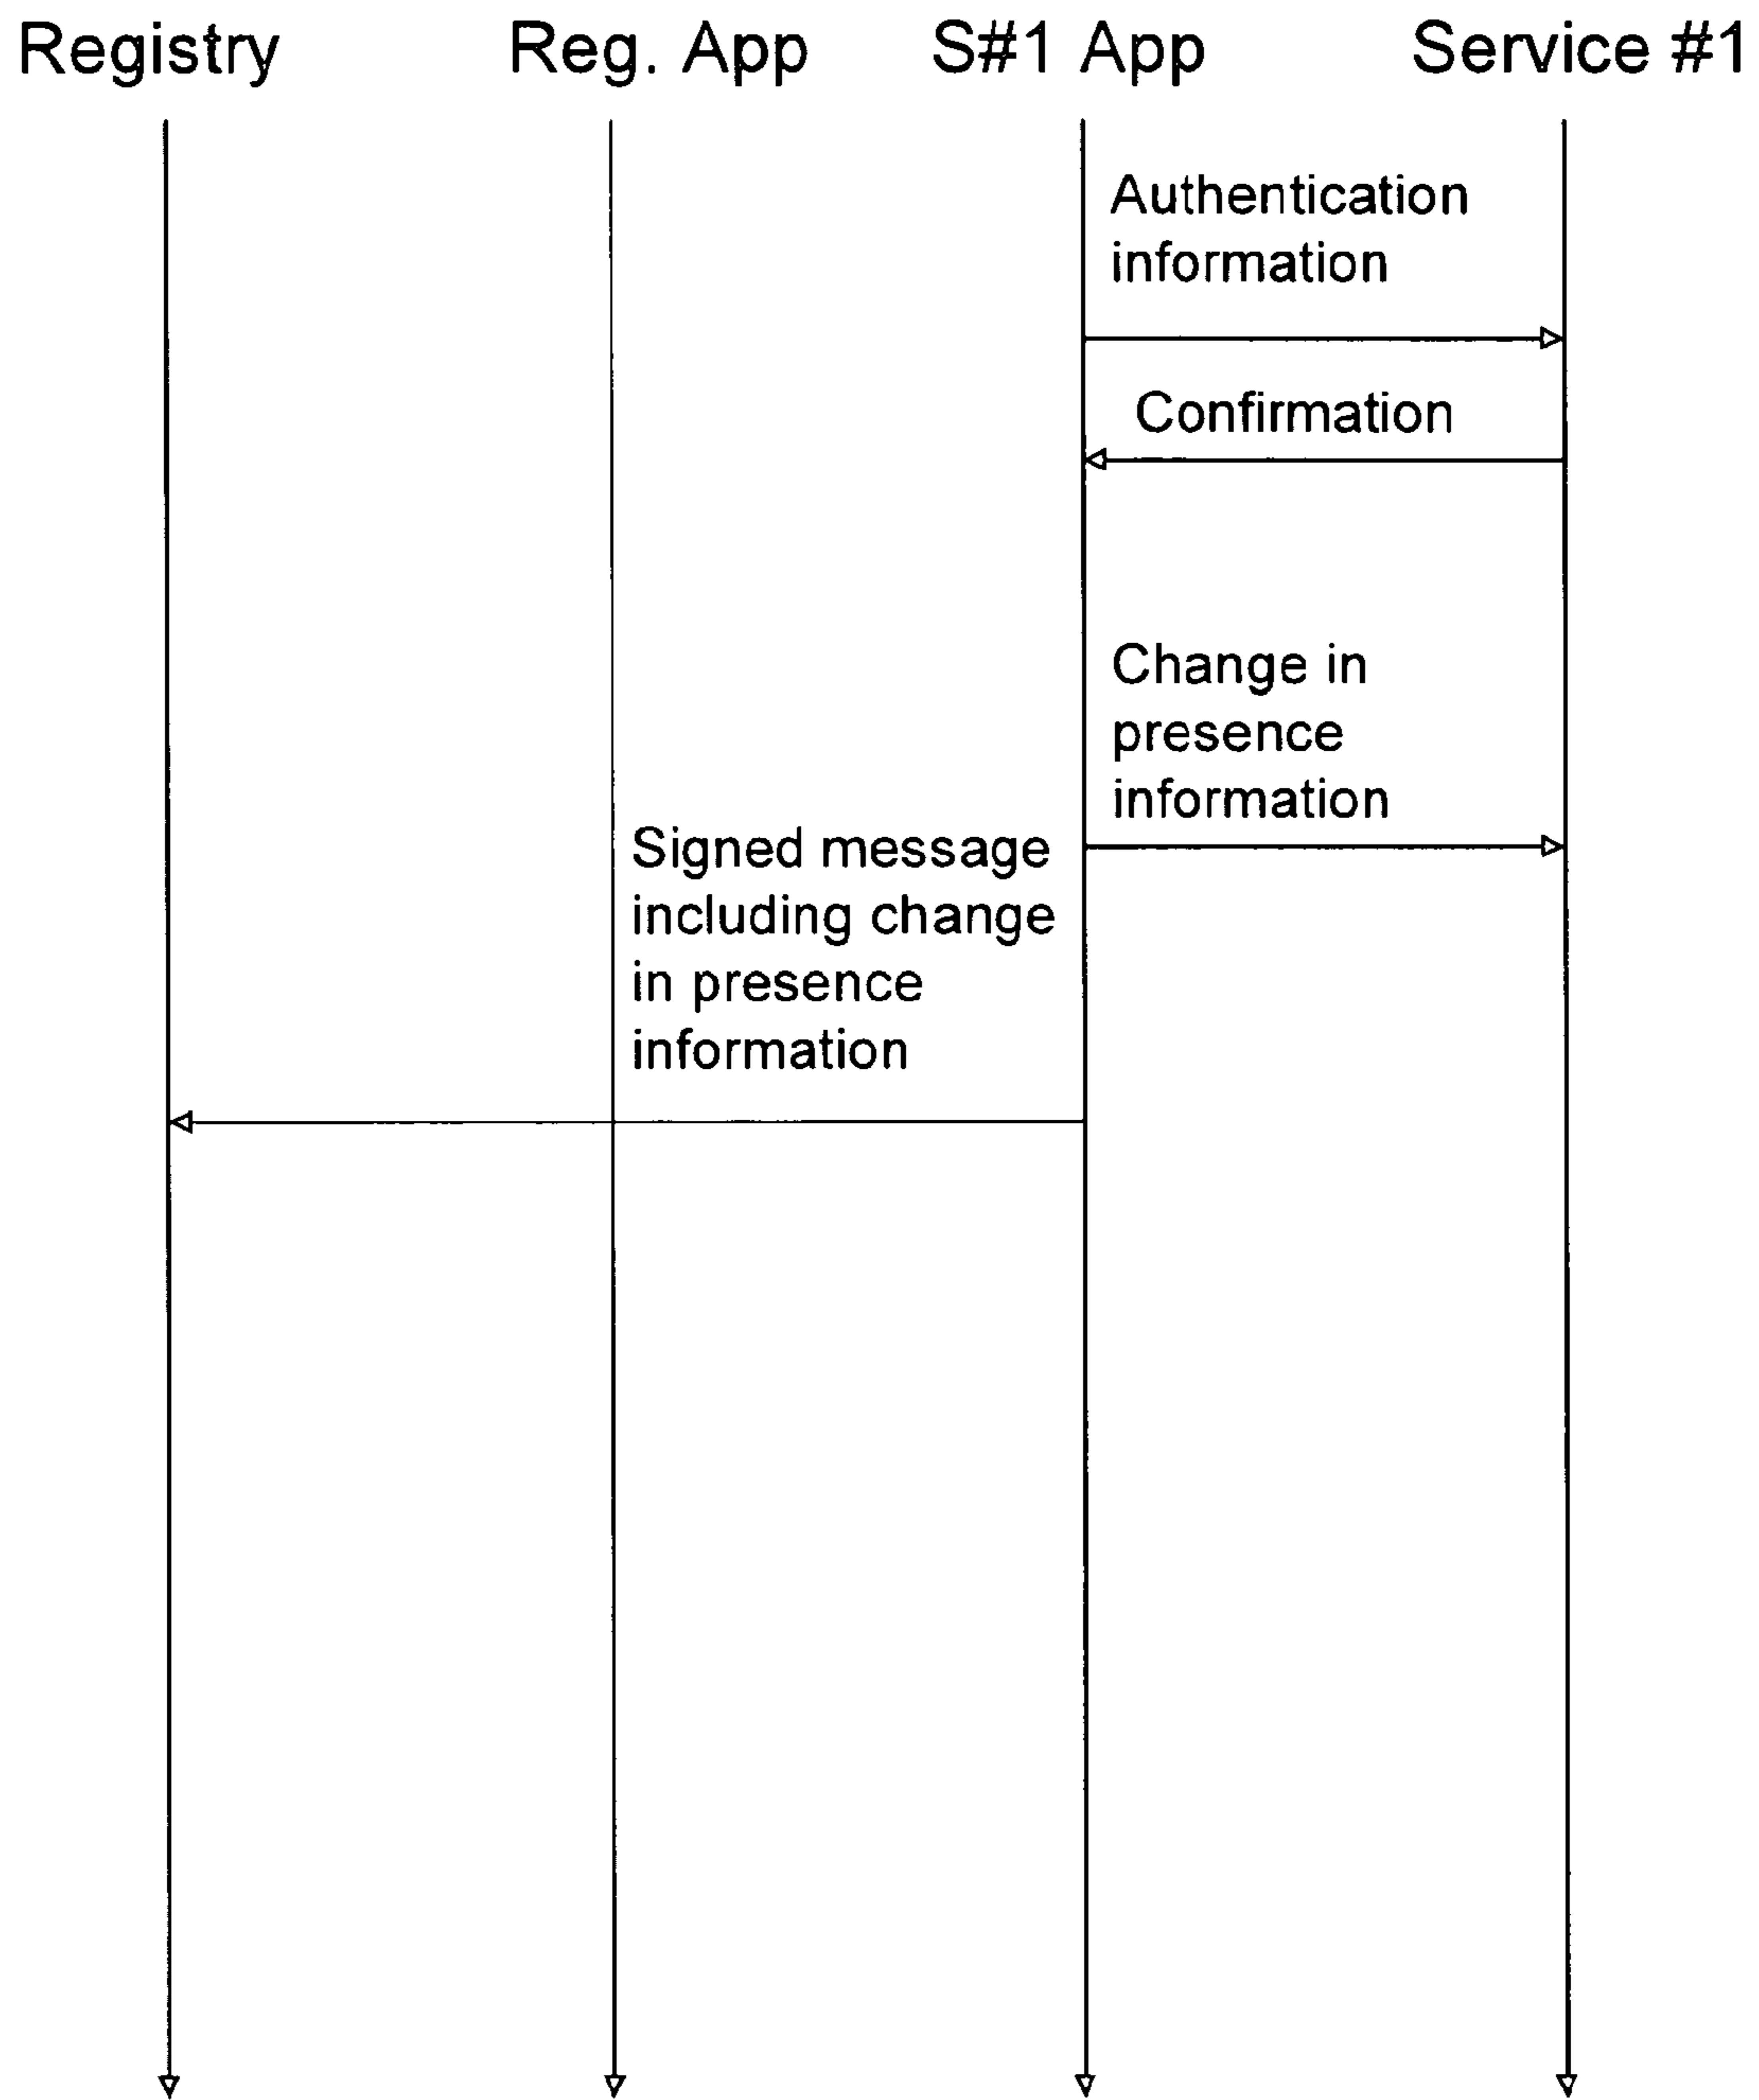 Registry Reg. App S#1 App Service #1
Authentication
information
Confirmation
Change in
presence
information
Signed message
including change
in presence
information